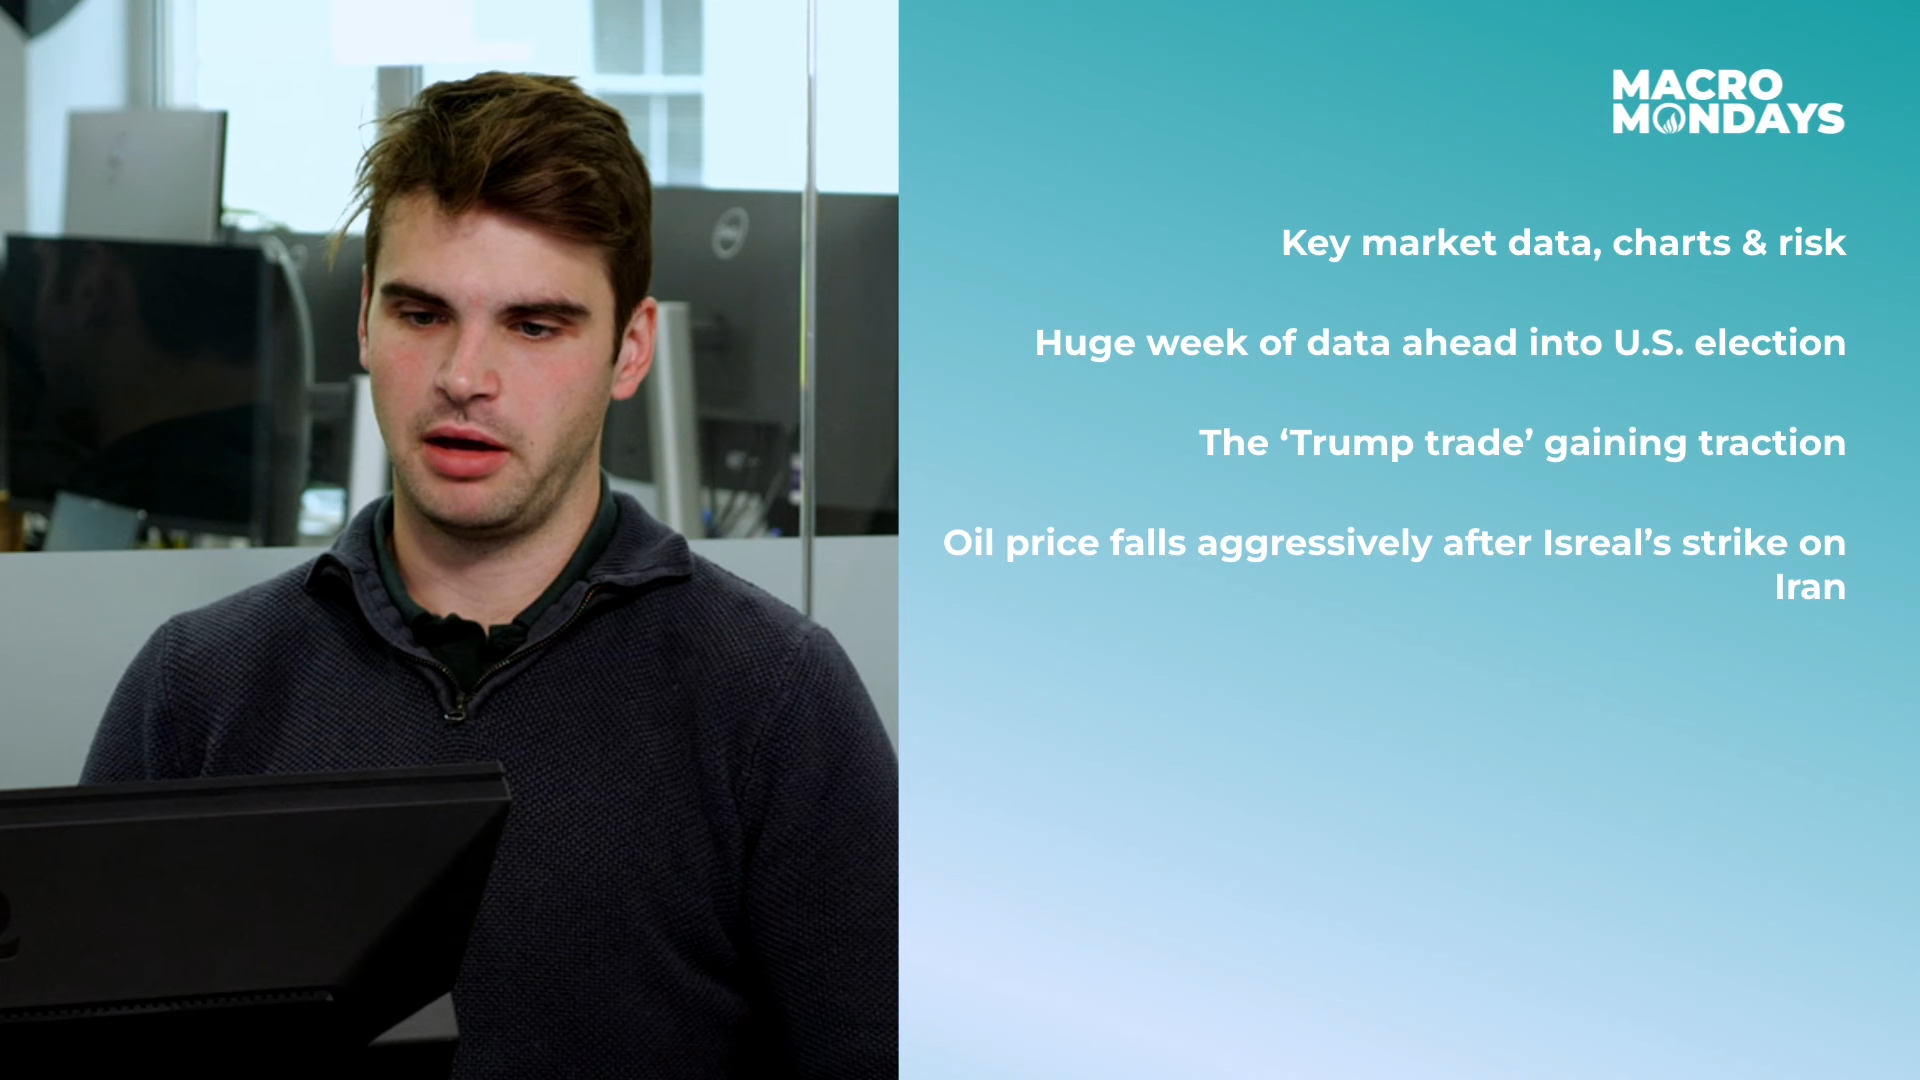 MACRO
MONDAYS
Key market data, charts & risk
Huge week of data ahead into U.S. election
The ‘Trump trade’ gaining traction
Oil price falls aggressively after Isreal’s strike on
Iran